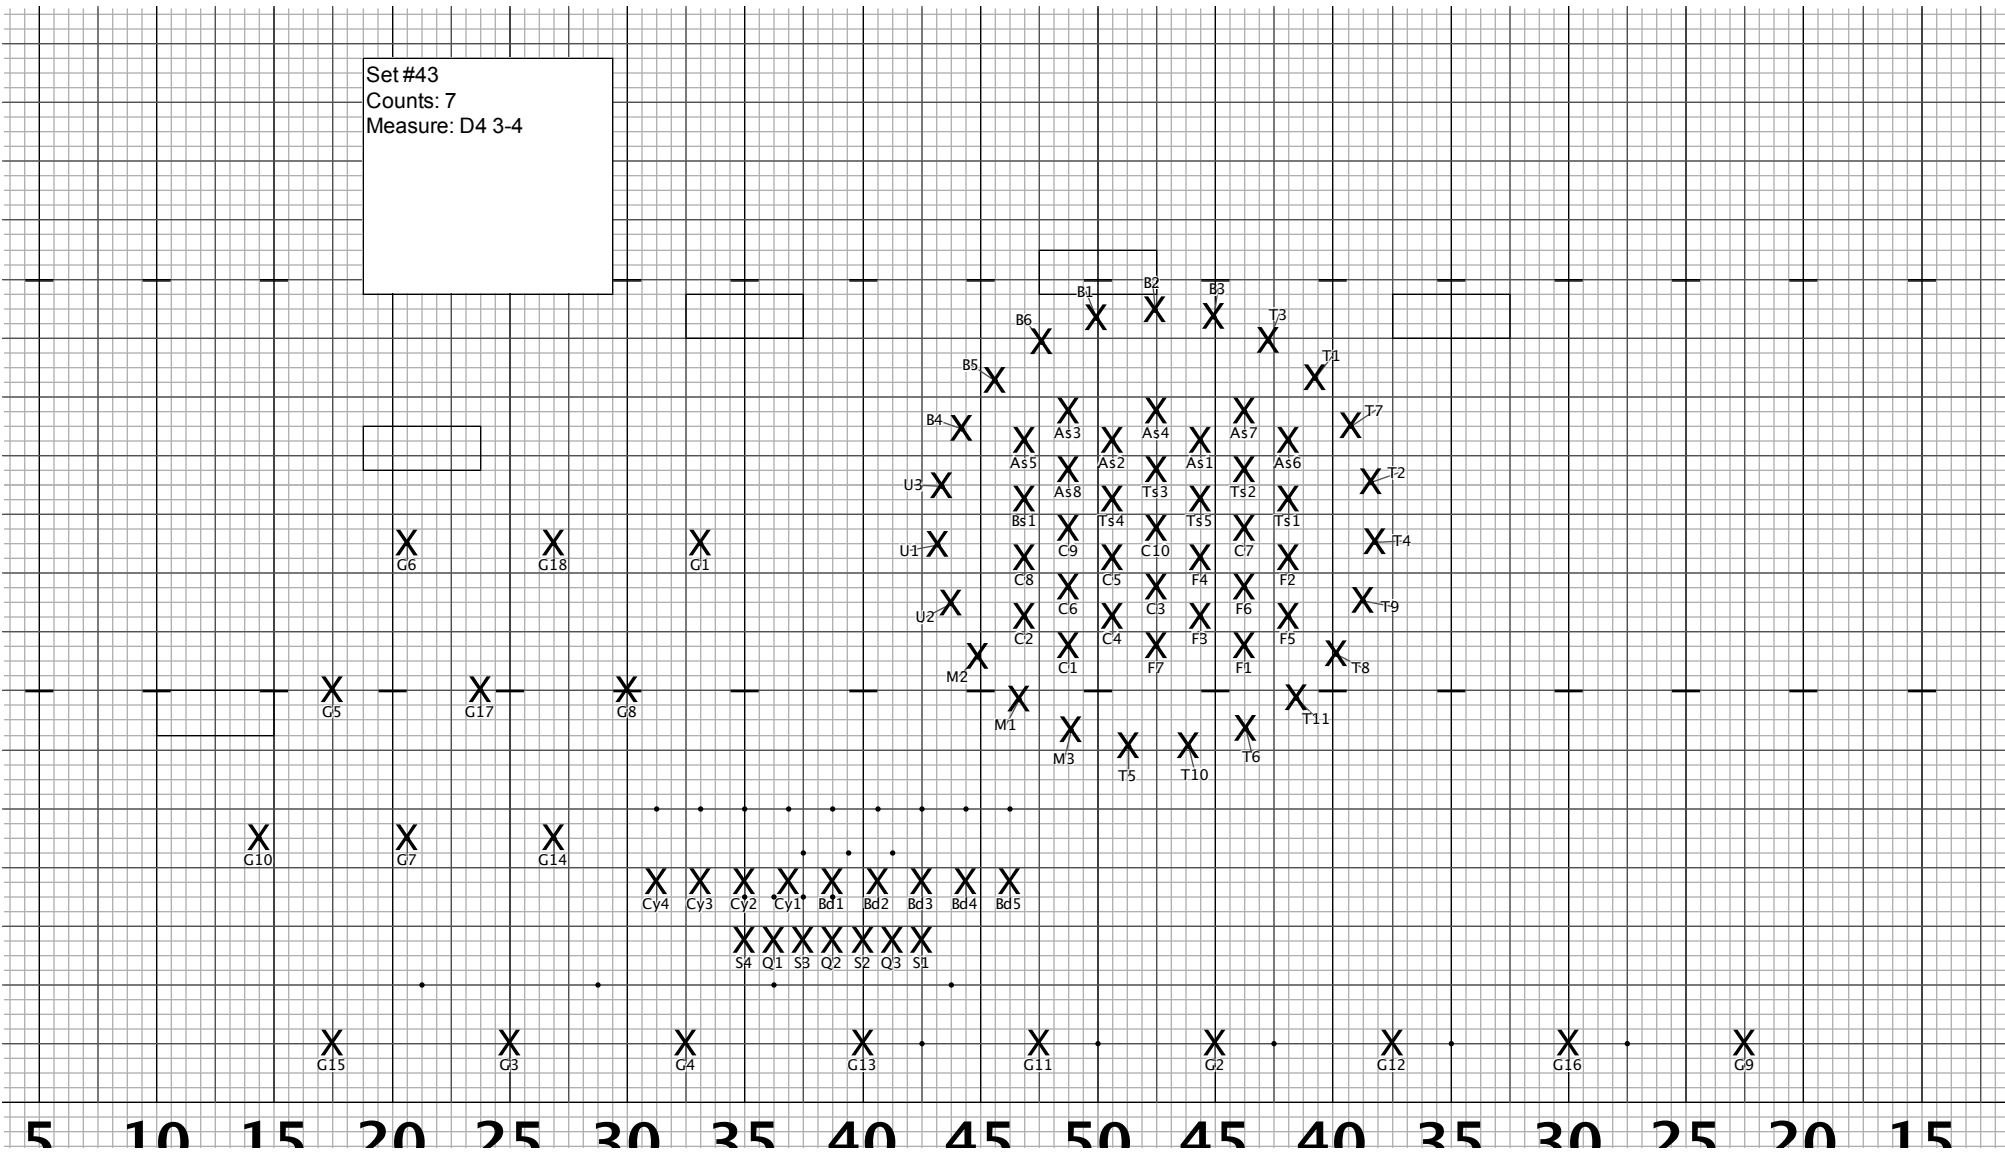 Set #43
Counts: 7
Measure: D4 3-4
B1 B2 B3
B6 T3
B5 T1
B4 As3 As4 As7 T7
As5 As2 As1 As6
U3 As8 Ts3 Ts2 T2
Bs1 Ts4 Ts5 Ts1
G6 G18 G1 U1 C9 C10 C7 T4
C8 C5 F4 F2
U2 C6 C3 F6 T9
C2 C4 F3 F5
M2 C1 F7 F1 T8
G5 G17 G8 M1 T11
M3 T5 T10 T6
G10 G7 G14
Cy4 Cy3 Cy2 Cy1 Bd1 Bd2 Bd3 Bd4 Bd5
S4 Q1 S3 Q2 S2 Q3 S1
G15 G3 G4 G13 G11 G2 G12 G16 G9
5 10 15 20 25 30 35 40 45 50 45 40 35 30 25 20 15